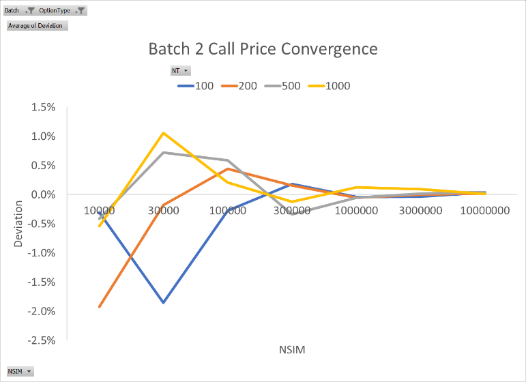 Batch OptionType
Average of Deviation
Batch 2 Call Price Convergence
NT
100 200 500 1000
1.5%
1.0%
0.5%
0.0%
10000 30000 100000 300000 1000000 3000000 10000000
-0.5%
-1.0%
-1.5%
-2.0%
-2.5%
Deviation
NSIM
NSIM